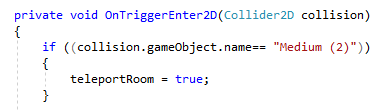 private void OnTriggerEnter2D(Collider2D collision)
{
if ((collision.gameObject.name== "Medium (2)"))
{
teleportRoom = true;
}